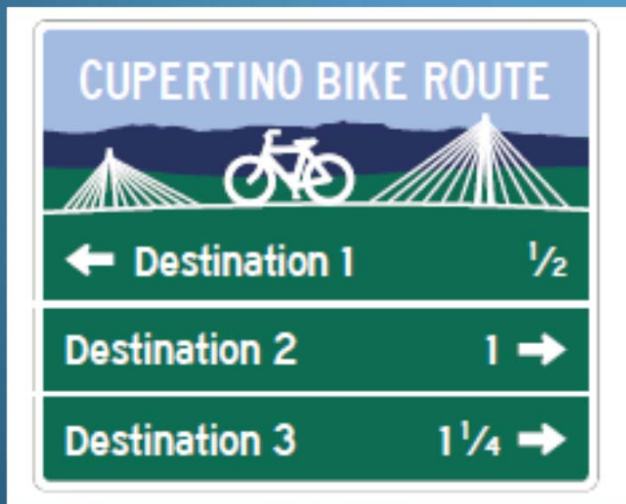 CUPERTINO BIKE ROUTE
← Destination 1 ½
Destination 2 1 →
Destination 3 1¼ →